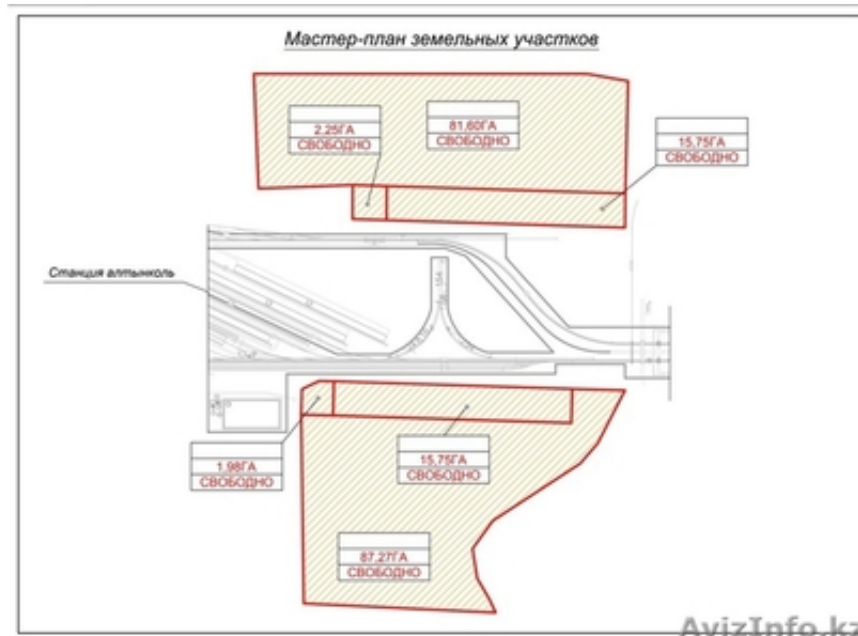 Мастер-план земельных участков
2,25ГА
СВОБОДНО
81,60ГА
СВОБОДНО
15,75ГА
СВОБОДНО
Станция алтынколь
1,98ГА
СВОБОДНО
15,75ГА
СВОБОДНО
87,27ГА
СВОБОДНО
AvizInfo.kz